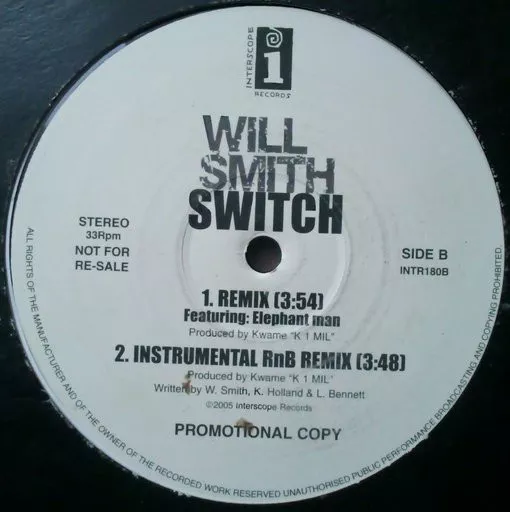 INTERSCOPE
i
RECORDS
WILL
SMITH
SWITCH
STEREO
33Rpm
NOT FOR
RE-SALE
SIDE B
INTR180B
1. REMIX (3:54)
Featuring: Elephant man
Produced by Kwame "K 1 MIL"
2. INSTRUMENTAL RnB REMIX (3:48)
Produced by Kwame "K 1 MIL"
Written by W. Smith, K. Holland & L. Bennett
©2005 interscope Records
PROMOTIONAL COPY
ALL RIGHTS OF THE MANUFACTURER AND OF THE OWNER OF THE RECORDED WORK RESERVED UNAUTHORISED PUBLIC PERFORMANCE BROADCASTING AND COPYING PROHIBITED.